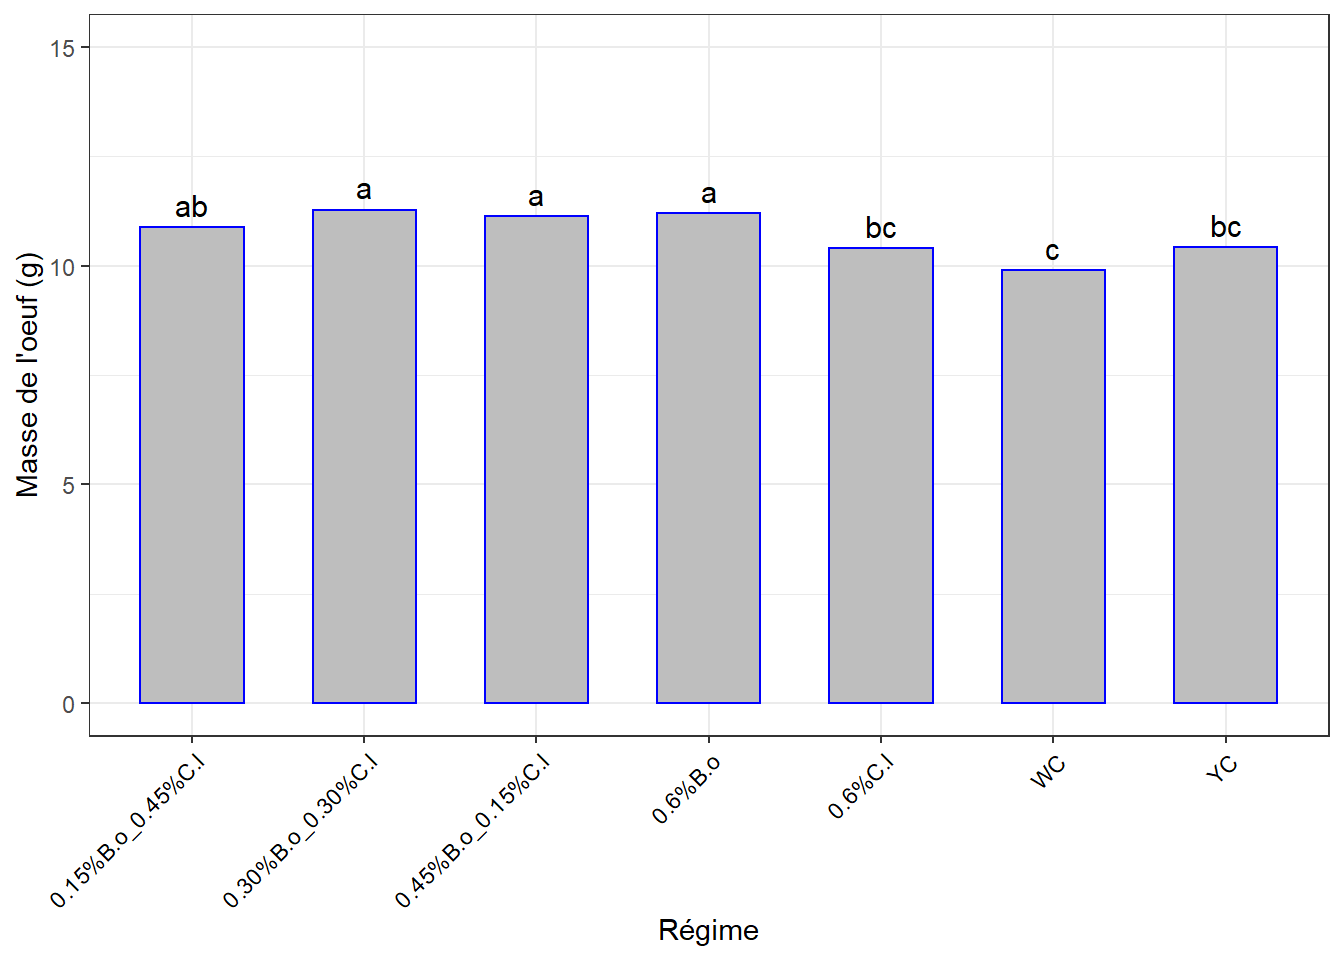 Masse de l'oeuf (g)
15
10
5
0
ab
a
a
a
bc
c
bc
0.15%B.o_0.45%C.l
0.30%B.o_0.30%C.l
0.45%B.o_0.15%C.l
0.6%B.o
0.6%C.l
WC
YC
Régime